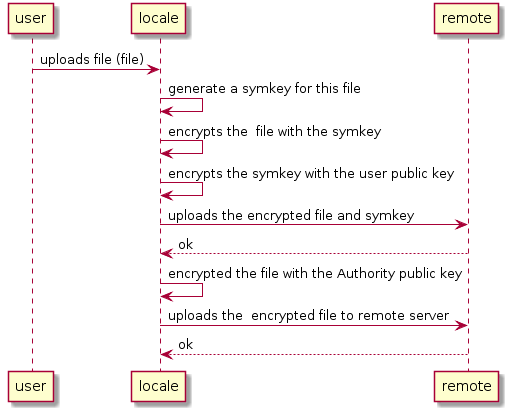 user locale remote
uploads file (file)
generate a symkey for this file
encrypts the  file with the symkey
encrypts the symkey with the user public key
uploads the encrypted file and symkey
ok
encrypted the file with the Authority public key
uploads the  encrypted file to remote server
ok
user locale remote